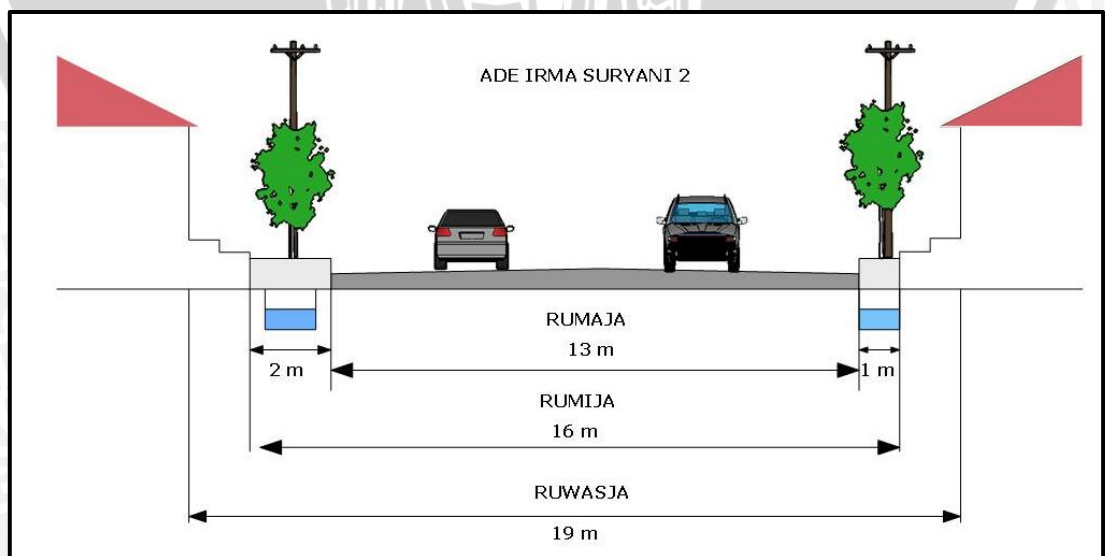 ADE IRMA SURYANI 2
RUMAJA
2 m
13 m
1 m
RUMIJA
16 m
RUWASJA
19 m